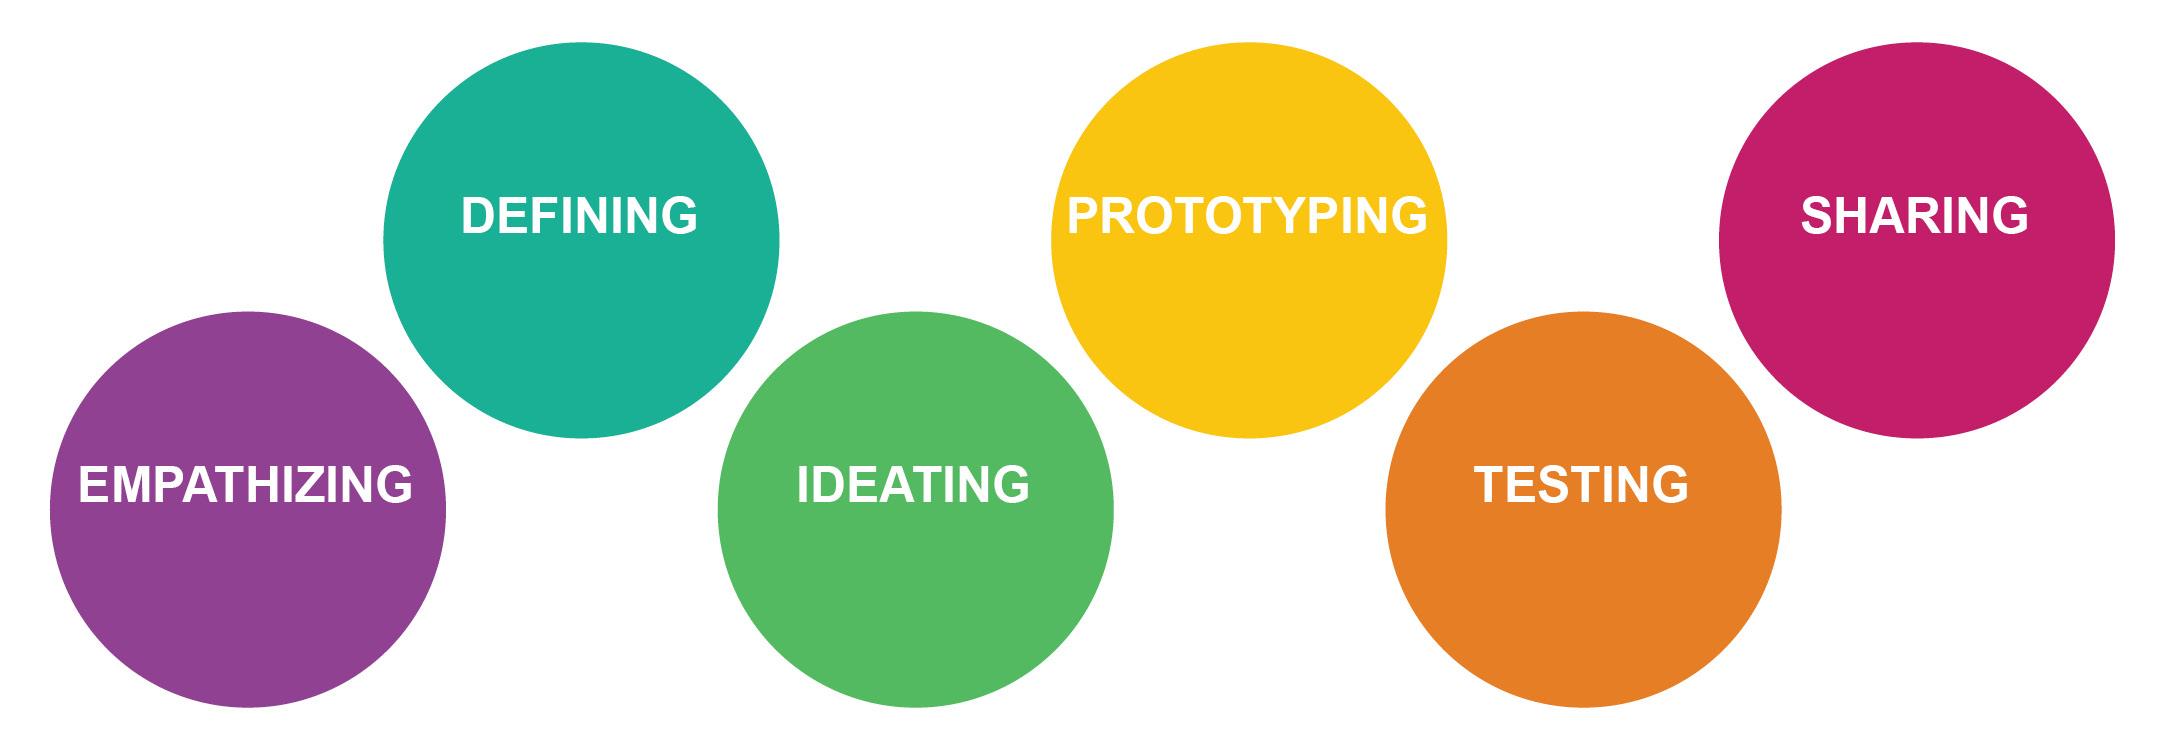 EMPATHIZING
DEFINING
IDEATING
PROTOTYPING
TESTING
SHARING